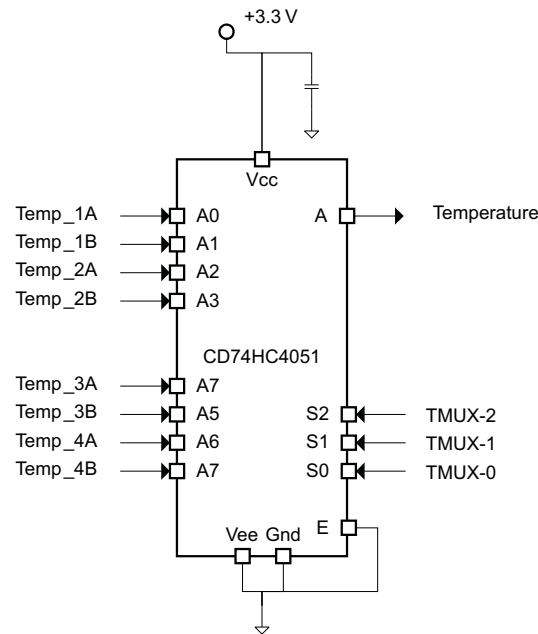 +3.3 V
Vcc
Temp_1A A0 A Temperature
Temp_1B A1
Temp_2A A2
Temp_2B A3
CD74HC4051
Temp_3A A7
Temp_3B A5 S2 TMUX-2
Temp_4A A6 S1 TMUX-1
Temp_4B A7 S0 TMUX-0
E
Vee Gnd